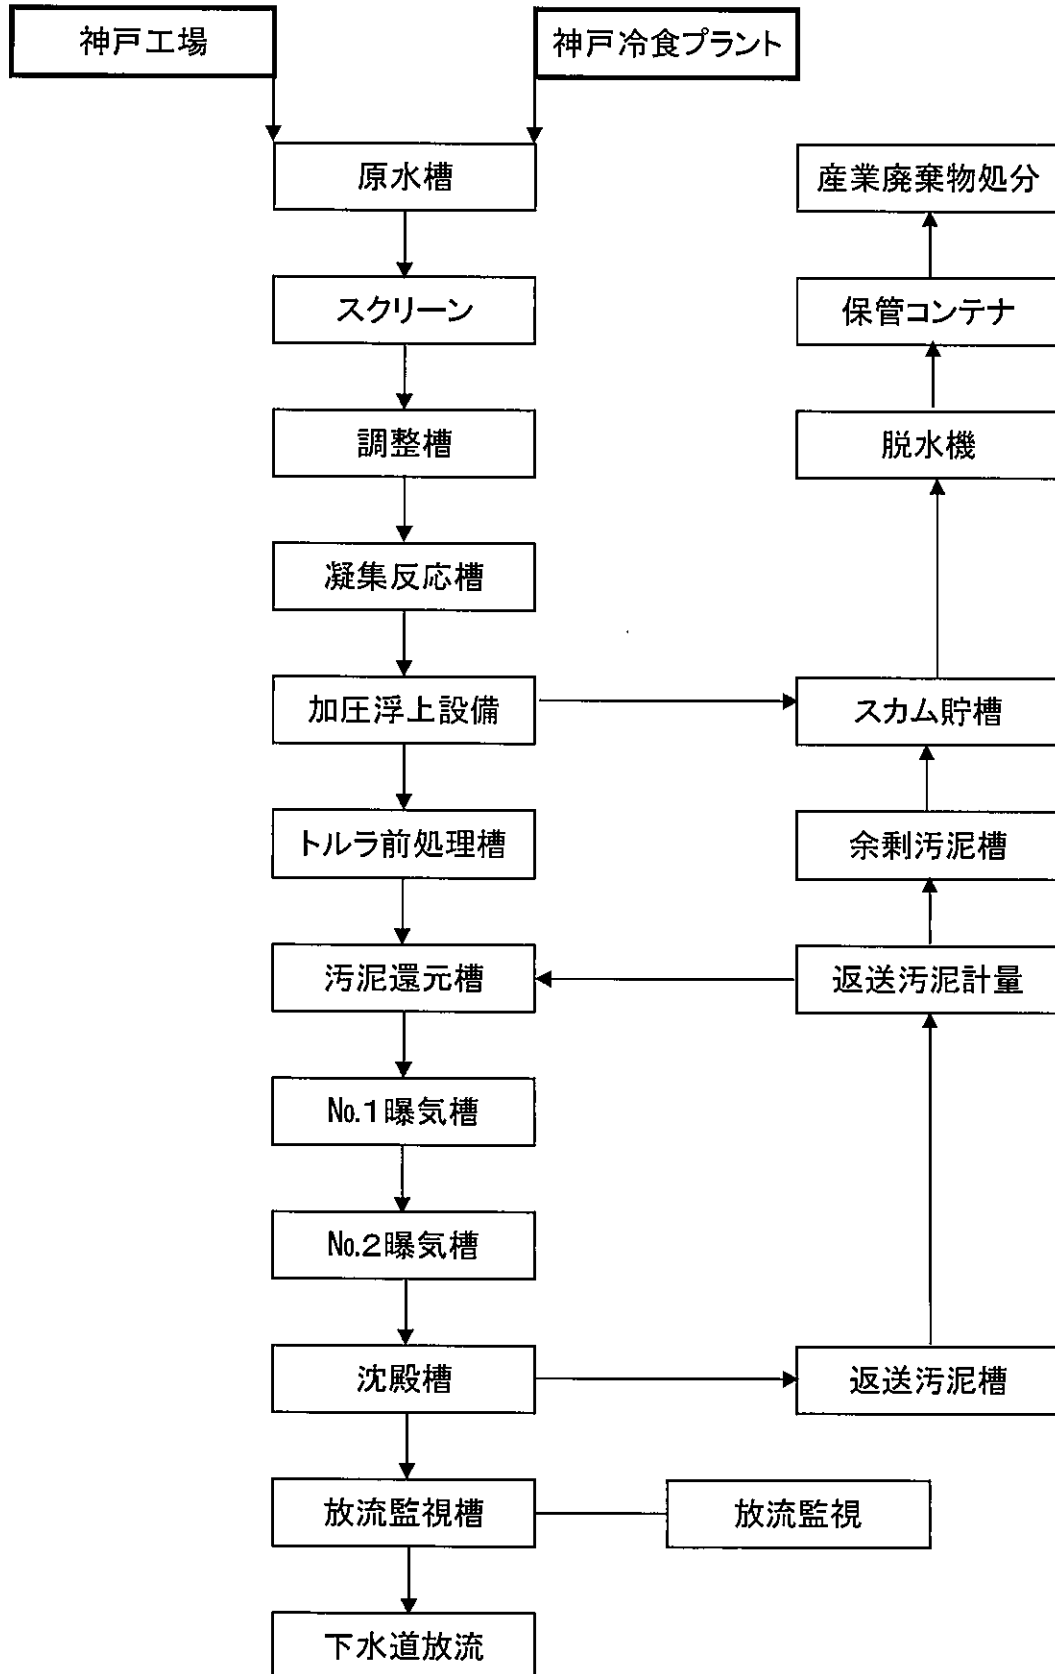 神戸工場
神戸冷食プラント
原水槽
産業廃棄物処分
スクリーン
保管コンテナ
調整槽
脱水機
凝集反応槽
加圧浮上設備
スカム貯槽
トルラ前処理槽
余剰汚泥槽
汚泥還元槽
返送汚泥計量
№1曝気槽
№2曝気槽
沈殿槽
返送汚泥槽
放流監視槽
放流監視
下水道放流